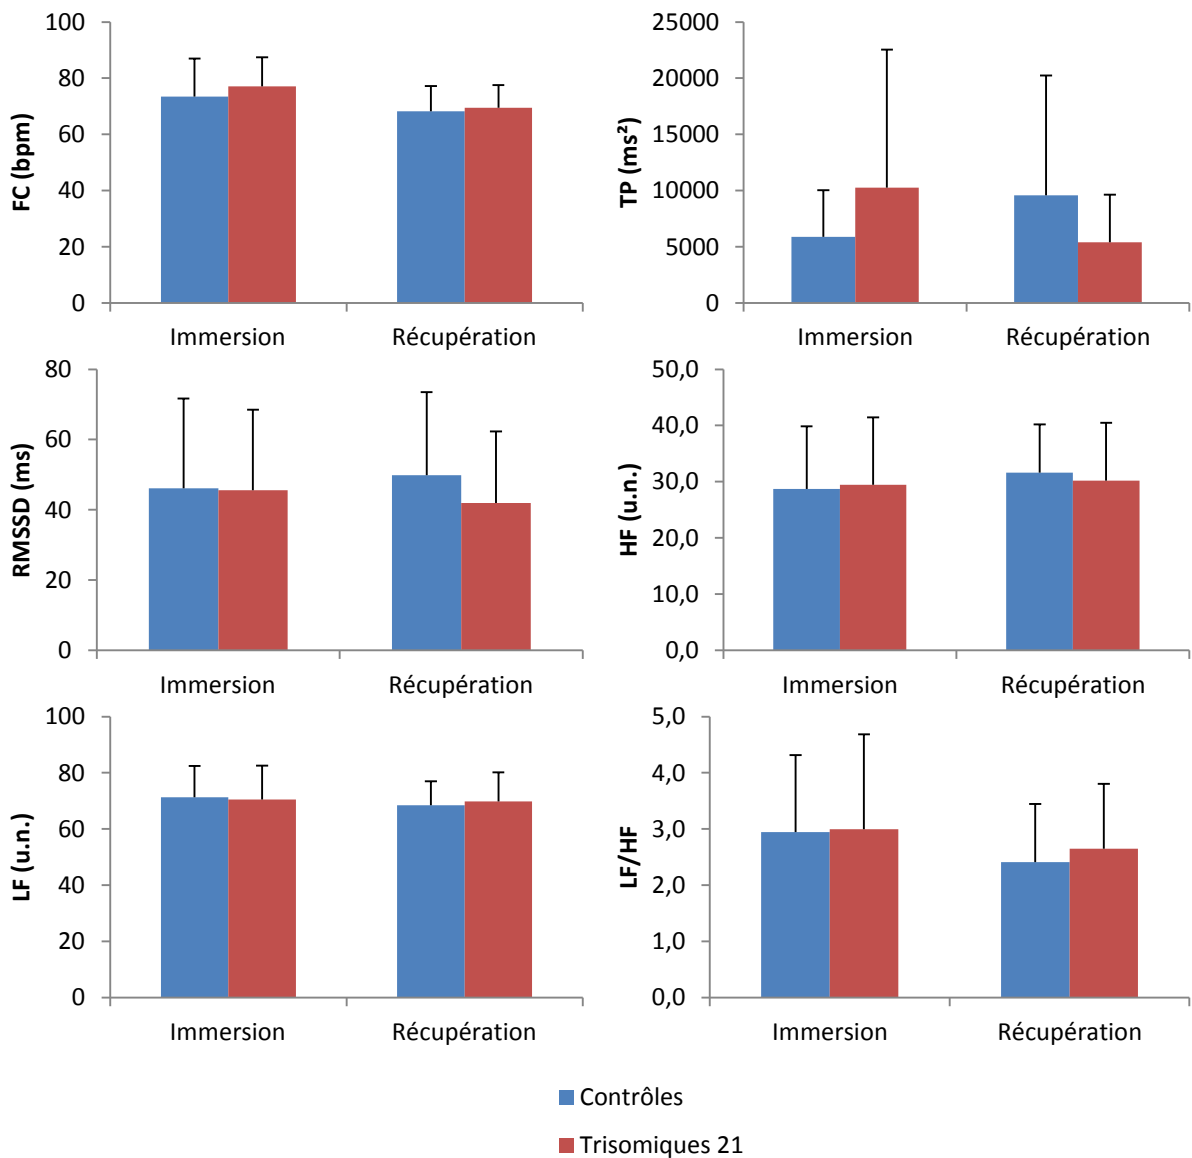 FC (bpm)
100
80
60
40
20
0
Immersion Récupération
TP (ms²)
25000
20000
15000
10000
5000
0
Immersion Récupération
RMSSD (ms)
80
60
40
20
0
Immersion Récupération
HF (u.n.)
50,0
40,0
30,0
20,0
10,0
0,0
Immersion Récupération
LF (u.n.)
100
80
60
40
20
0
Immersion Récupération
LF/HF
5,0
4,0
3,0
2,0
1,0
0,0
Immersion Récupération
Contrôles
Trisomiques 21